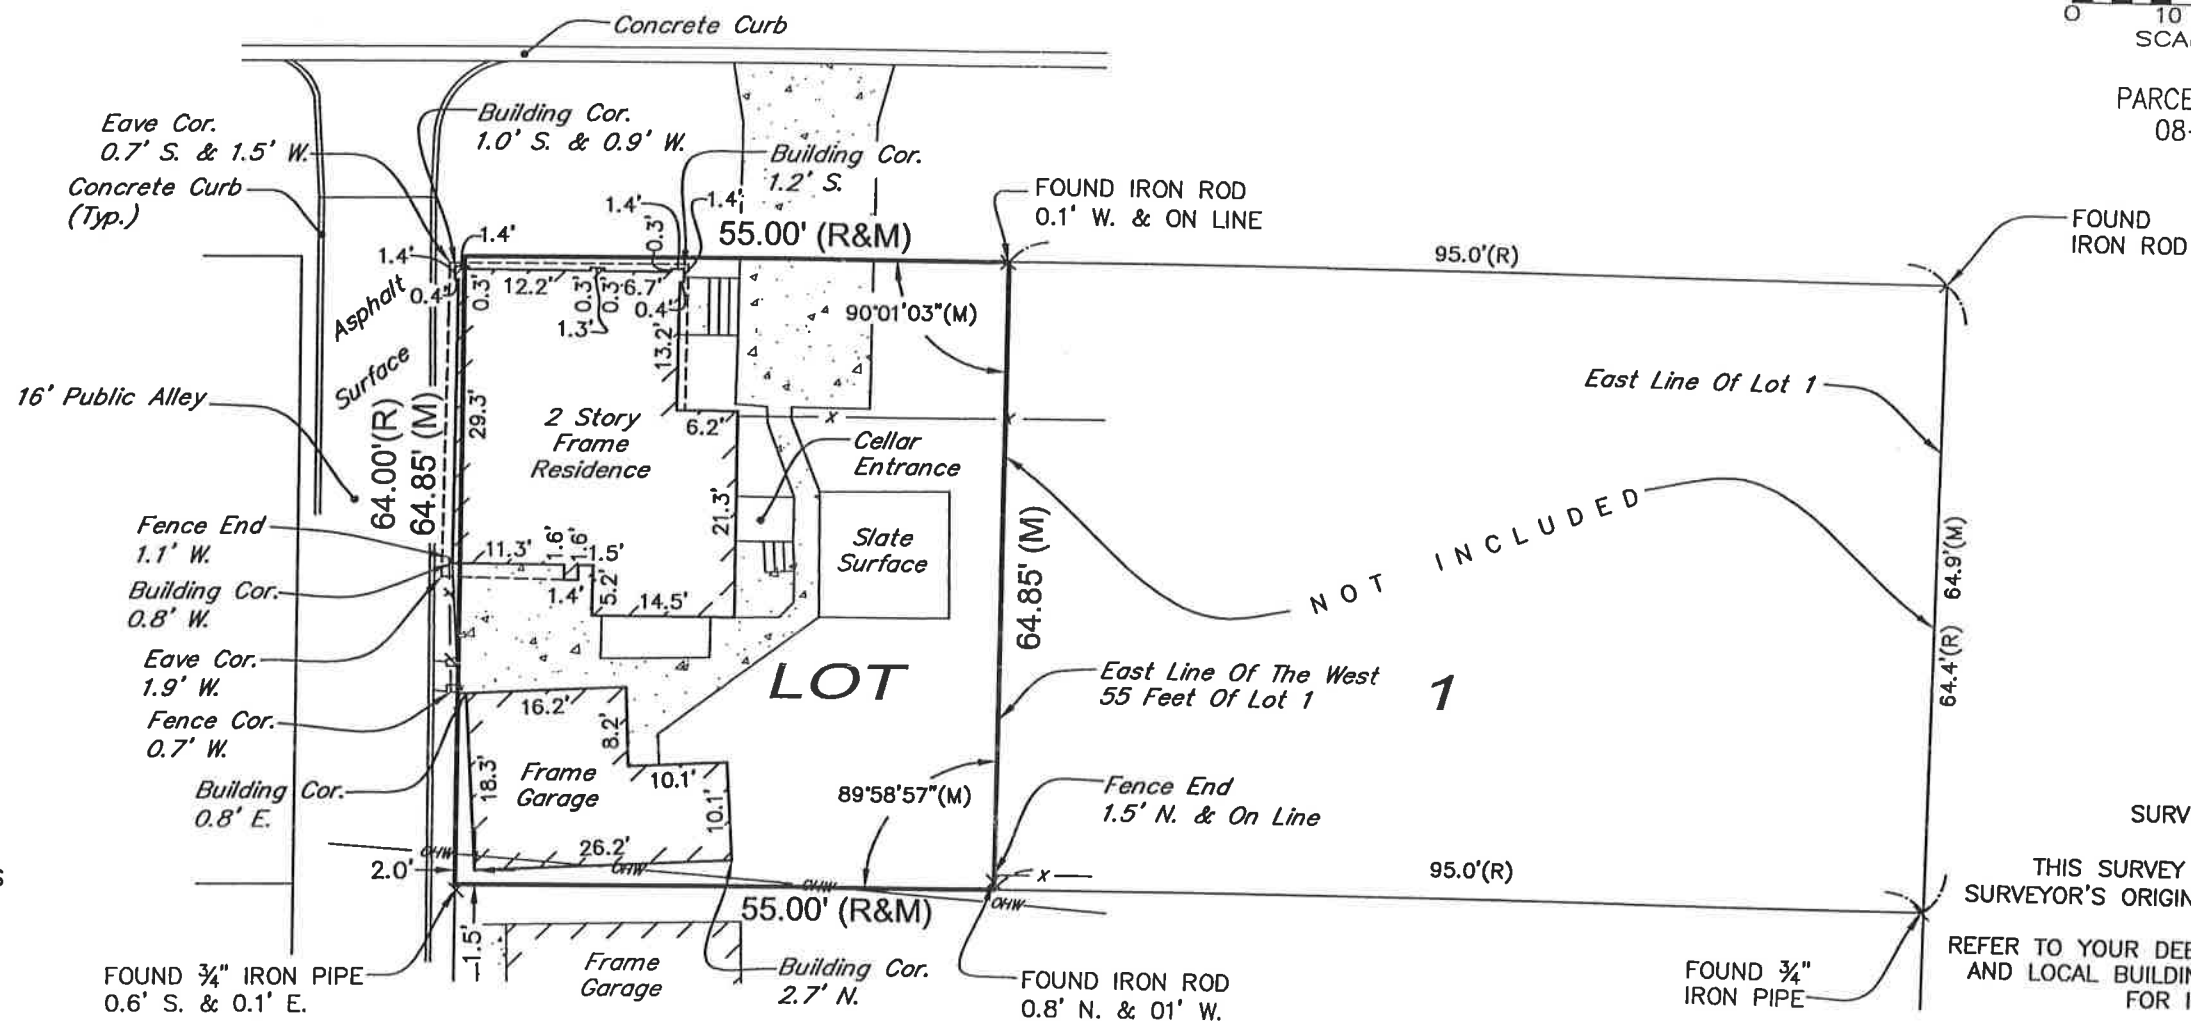 Concrete Curb
0 10
SCA
PARCE
08-
Eave Cor.
0.7' S. & 1.5' W.
Building Cor.
1.0' S. & 0.9' W.
Building Cor.
1.2' S.
Concrete Curb
(Typ.)
FOUND IRON ROD
0.1' W. & ON LINE
FOUND
IRON ROD
1.4'
1.4'
1.4'
1.4'
0.3'
55.00' (R&M)
95.0'(R)
0.4'
0.3'
12.2'
0.3'
0.3'
6.7'
0.4'
1.3'
13.2'
90°01'03"(M)
Asphalt
Surface
16' Public Alley
64.00'(R)
64.85' (M)
29.3'
2 Story
Frame
Residence
6.2'
x
x
East Line Of Lot 1
Cellar
Entrance
21.3'
Slate
Surface
NOT INCLUDED
64.85' (M)
64.9'(M)
64.4'(R)
Fence End
1.1' W.
11.3'
1.6'
1.6'
1.5'
1.4'
5.2'
14.5'
Building Cor.
0.8' W.
Eave Cor.
1.9' W.
Fence Cor.
0.7' W.
LOT
1
East Line Of The West
55 Feet Of Lot 1
16.2'
8.2'
18.3'
Frame
Garage
10.1'
10.1'
Building Cor.
0.8' E.
89°58'57"(M)
Fence End
1.5' N. & On Line
SURV
26.2'
OHW
OHW
OHW
OHW
2.0'
x
95.0'(R)
THIS SURVEY
SURVEYOR'S ORIGIN
S
55.00' (R&M)
1.5'
Frame
Garage
Building Cor.
2.7' N.
FOUND ¾" IRON PIPE
0.6' S. & 0.1' E.
FOUND IRON ROD
0.8' N. & 01' W.
FOUND ¾"
IRON PIPE
REFER TO YOUR DEE
AND LOCAL BUILDIN
FOR I